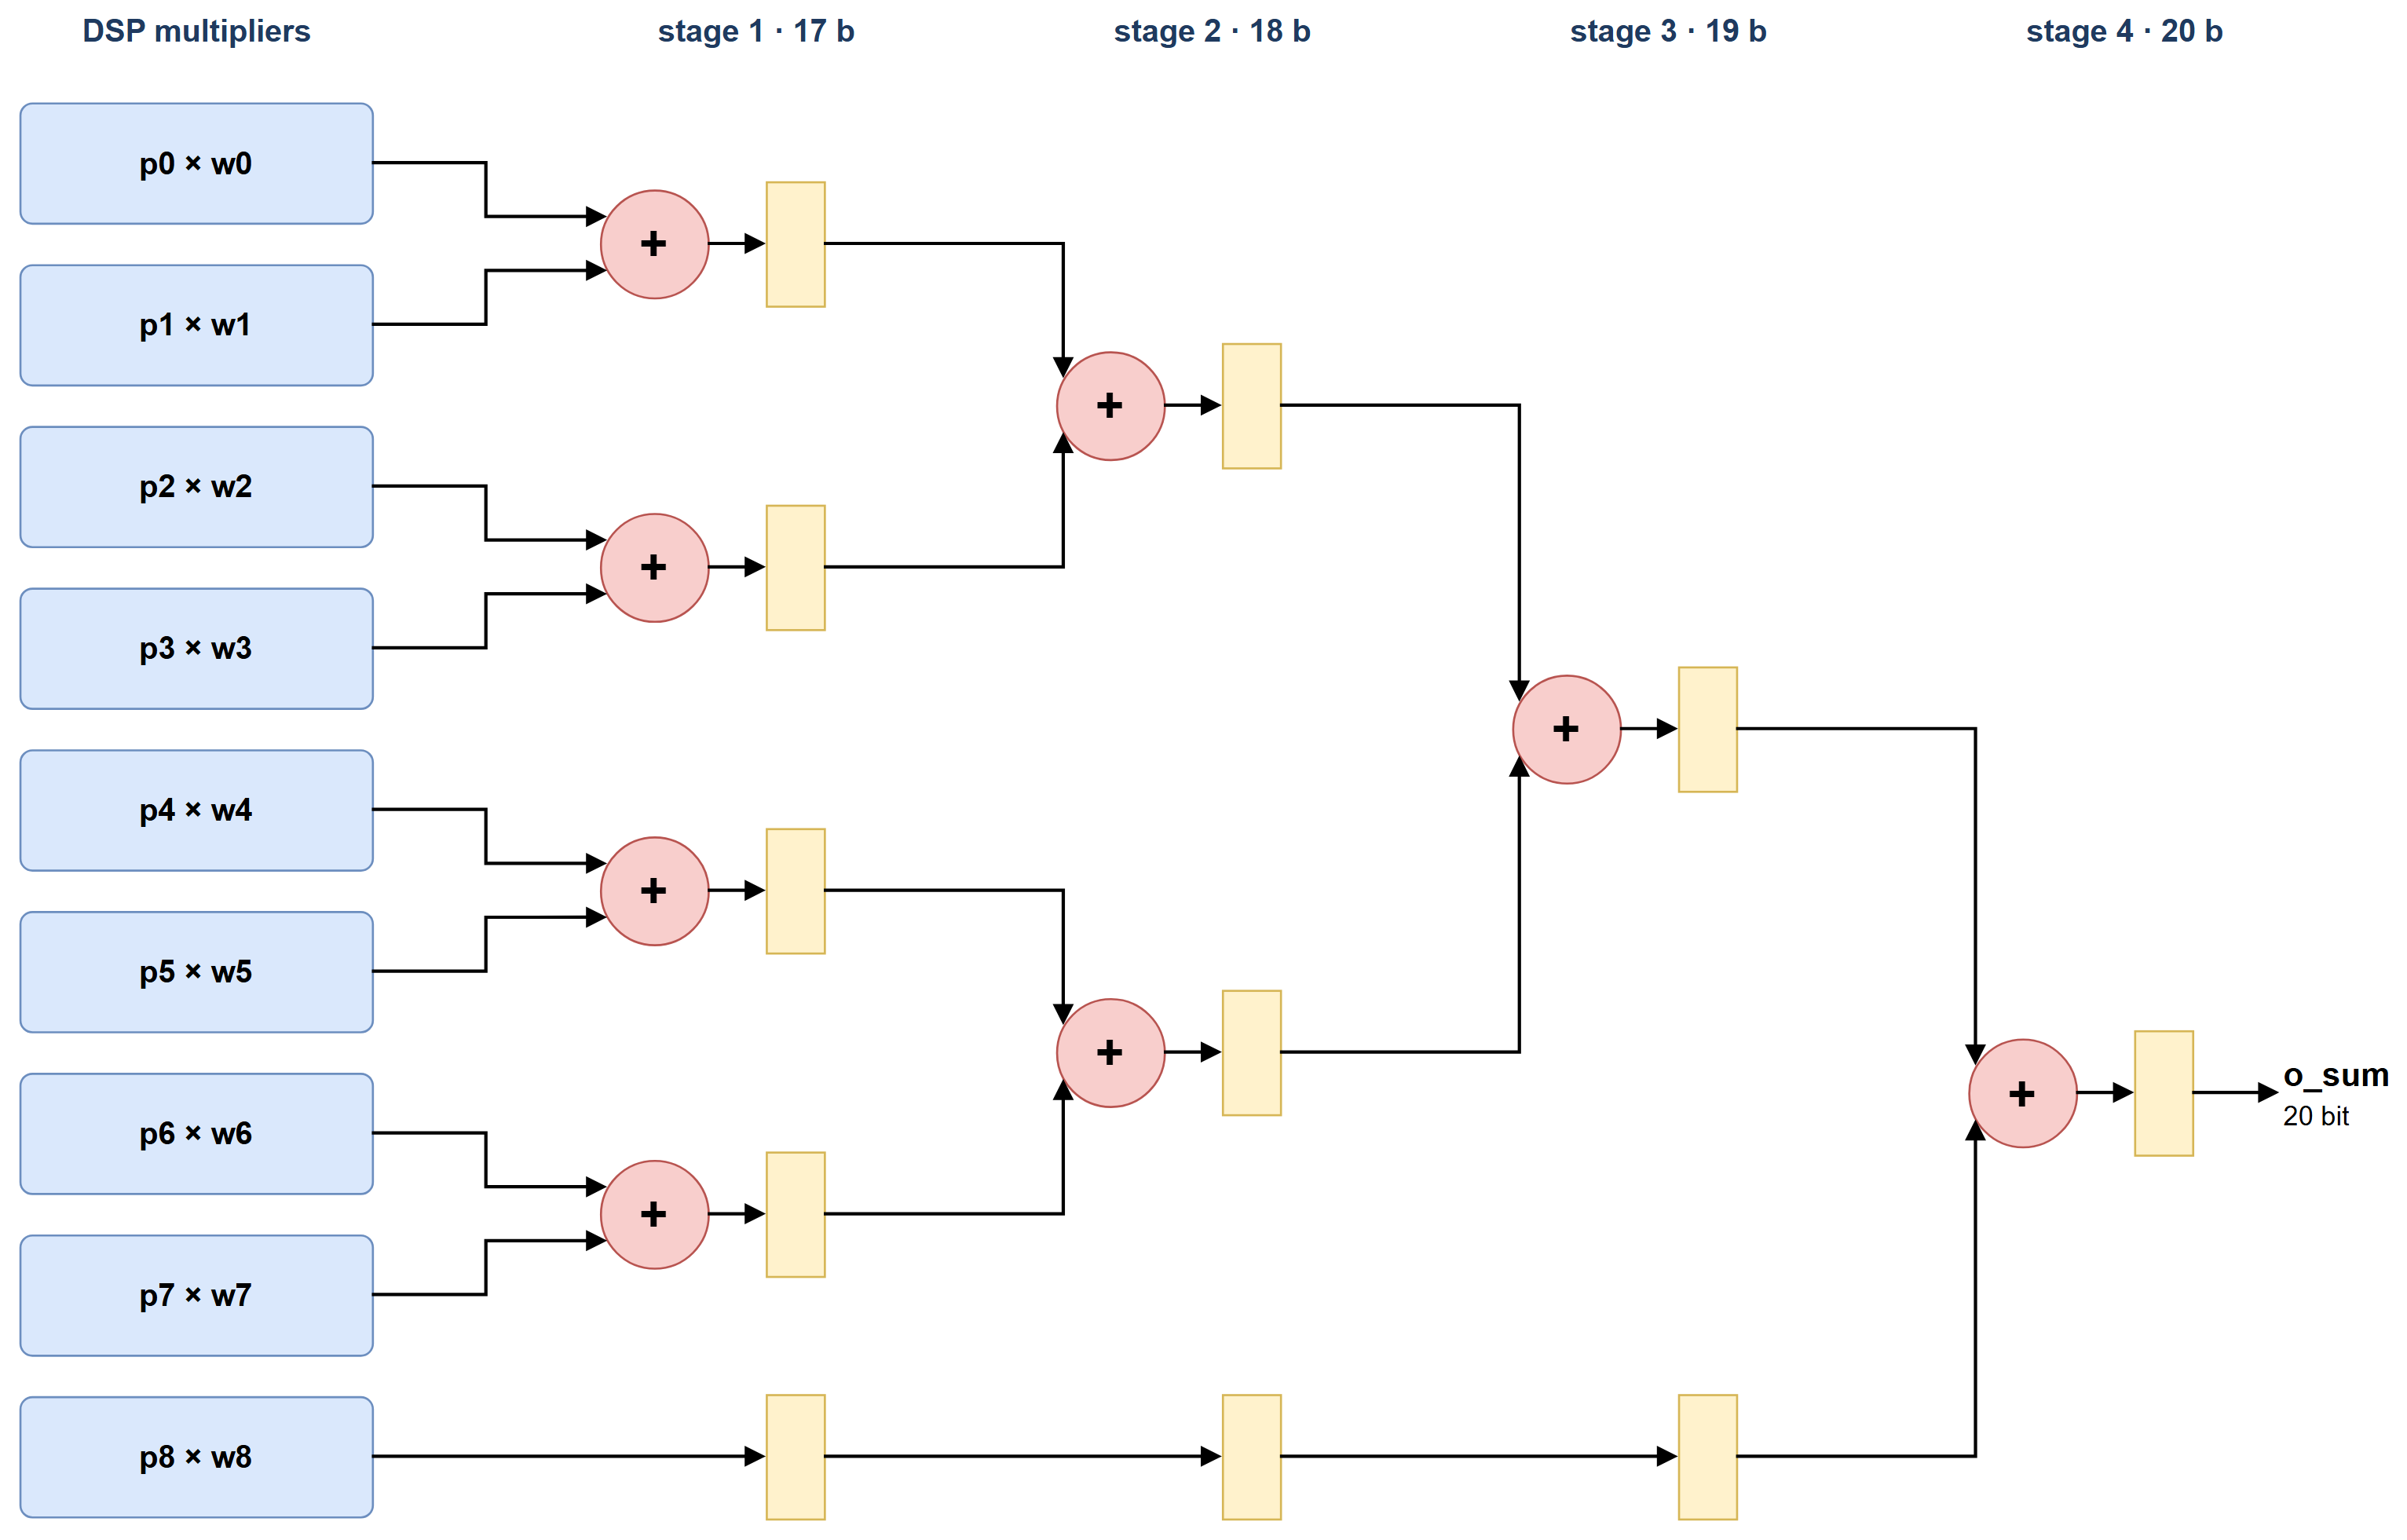 DSP multipliers
stage 1 · 17 b
stage 2 · 18 b
stage 3 · 19 b
stage 4 · 20 b
p0 × w0
p1 × w1
p2 × w2
p3 × w3
p4 × w4
p5 × w5
p6 × w6
p7 × w7
p8 × w8
+
+
+
+
+
+
+
+
o_sum
20 bit